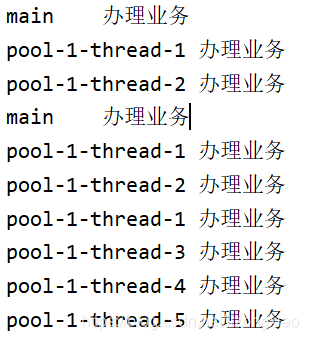 main    办理业务
pool-1-thread-1 办理业务
pool-1-thread-2 办理业务
main    办理业务
pool-1-thread-1 办理业务
pool-1-thread-2 办理业务
pool-1-thread-1 办理业务
pool-1-thread-3 办理业务
pool-1-thread-4 办理业务
pool-1-thread-5 办理业务